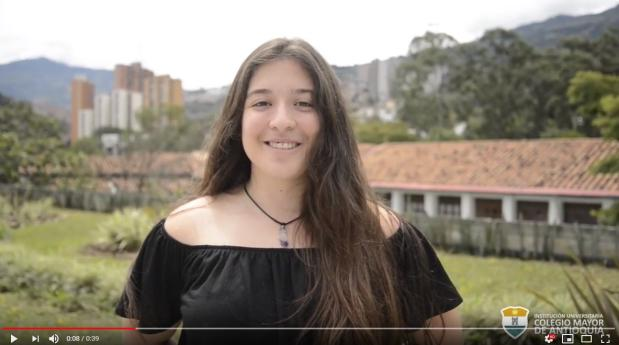 INSTITUCIÓN UNIVERSITARIA
COLEGIO MAYOR
DE ANTIOQUIA
0:08 / 0:39